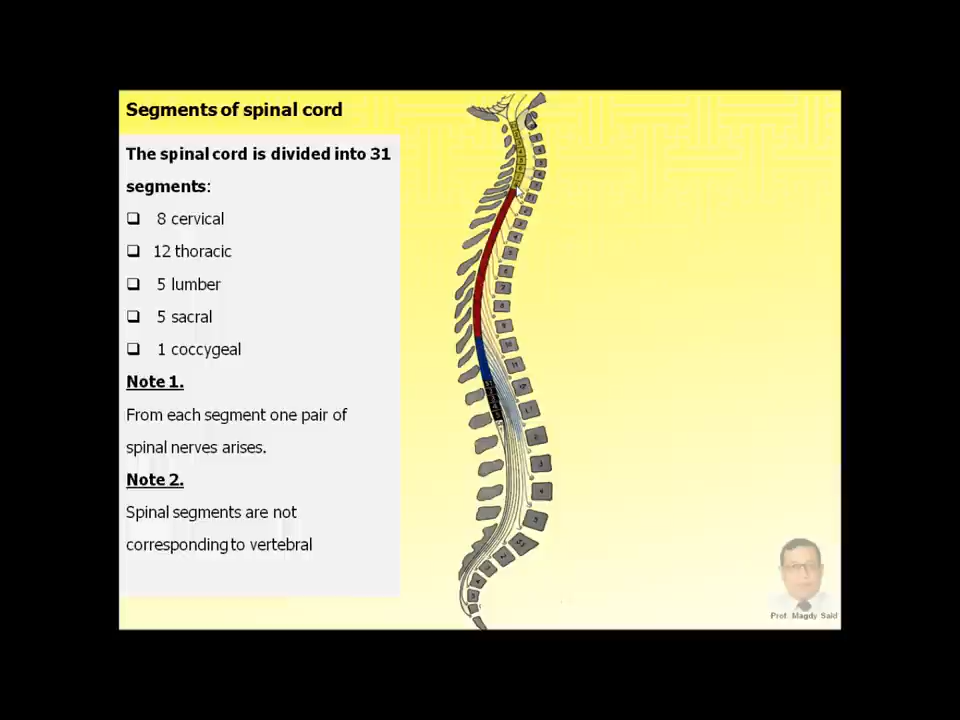 Segments of spinal cord
The spinal cord is divided into 31
segments:
8 cervical
12 thoracic
5 lumber
5 sacral
1 coccygeal
Note 1.
From each segment one pair of
spinal nerves arises.
Note 2.
Spinal segments are not
corresponding to vertebral
Prof. Magdy Said